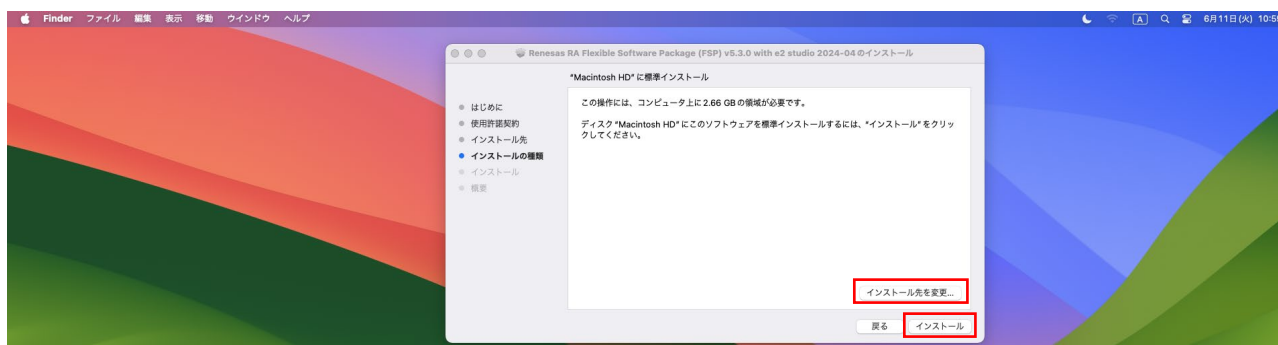 Finder ファイル 編集 表示 移動 ウインドウ ヘルプ
A 6月11日(火) 10:5
Renesas RA Flexible Software Package (FSP) v5.3.0 with e2 studio 2024-04のインストール
"Macintosh HD"に標準インストール
はじめに
使用許諾契約
インストール先
インストールの種類
インストール
概要
この操作には、コンピュータ上に2.66 GBの領域が必要です。
ディスク"Macintosh HD"にこのソフトウェアを標準インストールするには、"インストール"をクリッ
クしてください。
インストール先を変更...
戻る インストール